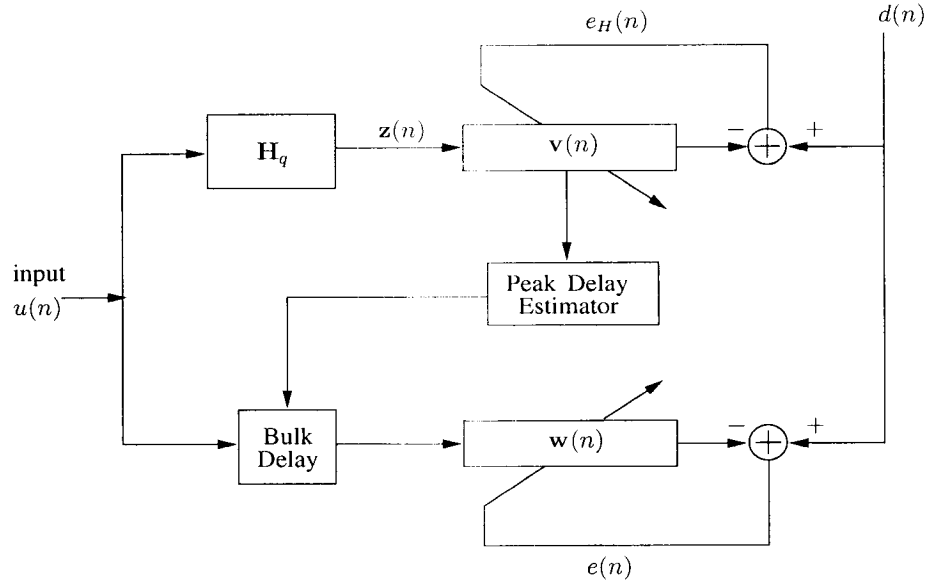 e_H(n)
d(n)
H_q
z(n)
v(n)
−
+
+
input
u(n)
Peak Delay
Estimator
Bulk
Delay
w(n)
−
+
+
e(n)